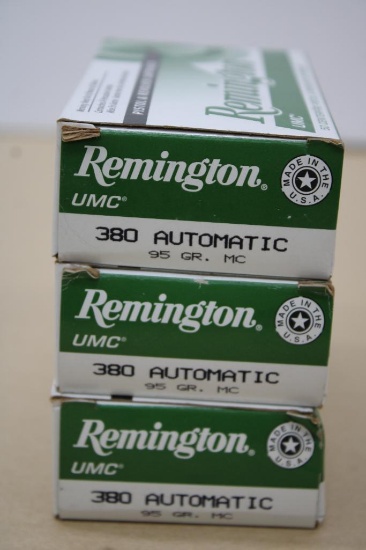 PISTOL &
Remington
UMC
Remington®
UMC®
MADE IN THE U.S.A.
380 AUTOMATIC
95 GR. MC
Remington®
UMC®
MADE IN THE U.S.A.
380 AUTOMATIC
95 GR. MC
Remington®
UMC®
MADE IN THE U.S.A.
380 AUTOMATIC
95 GR. MC